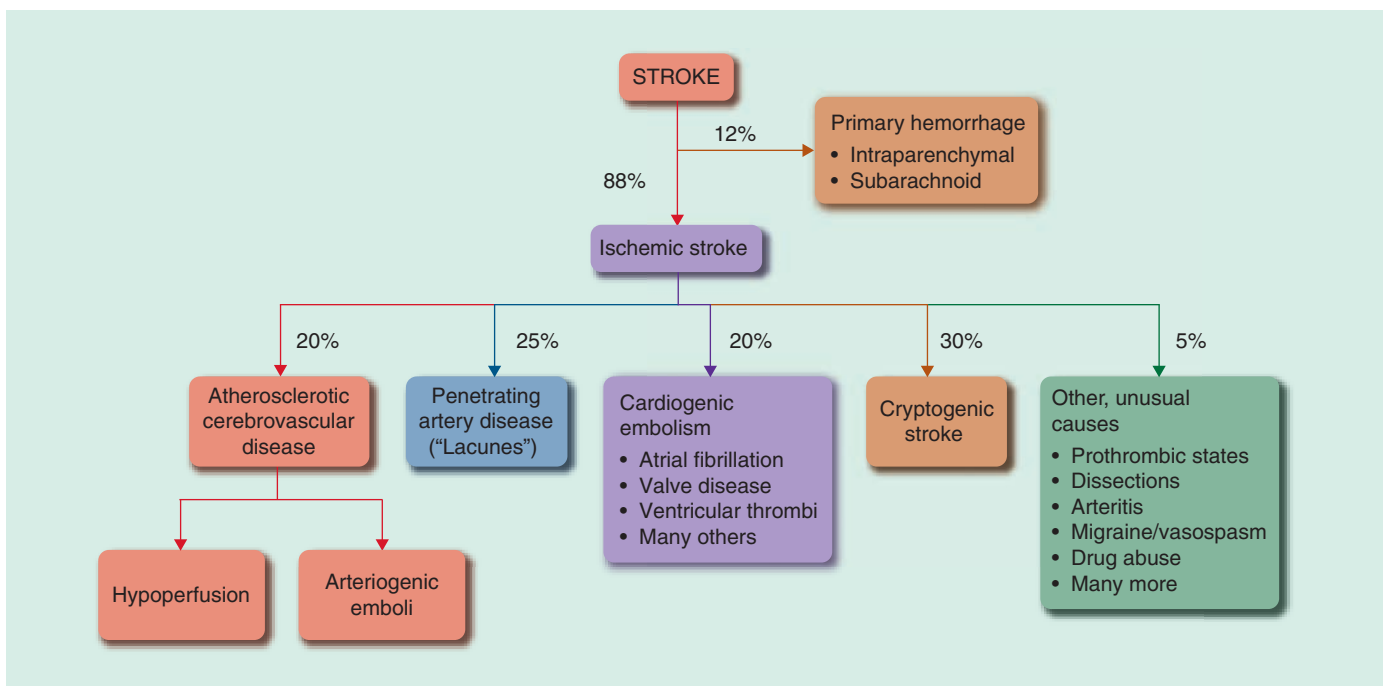 STROKE
12%
Primary hemorrhage
• Intraparenchymal
• Subarachnoid
88%
Ischemic stroke
20%
25%
20%
30%
5%
Atherosclerotic
cerebrovascular
disease
Penetrating
artery disease
(“Lacunes”)
Cardiogenic
embolism
• Atrial fibrillation
• Valve disease
• Ventricular thrombi
• Many others
Cryptogenic
stroke
Other, unusual
causes
• Prothrombic states
• Dissections
• Arteritis
• Migraine/vasospasm
• Drug abuse
• Many more
Hypoperfusion
Arteriogenic
emboli